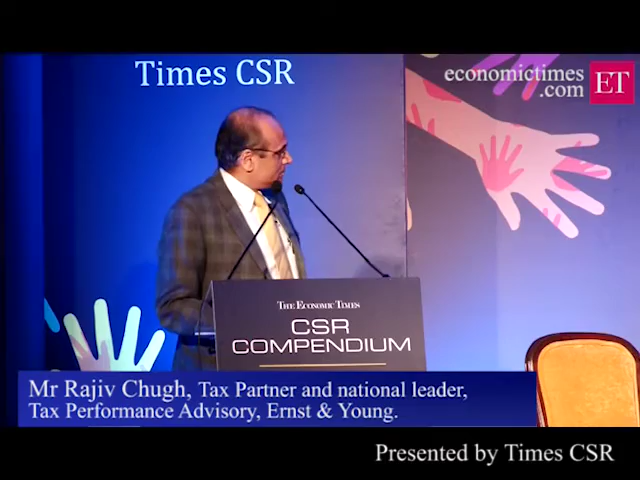 Times CSR
economictimes
.com
ET
THE ECONOMIC TIMES
CSR
COMPENDIUM
Mr Rajiv Chugh, Tax Partner and national leader,
Tax Performance Advisory, Ernst & Young.
Presented by Times CSR